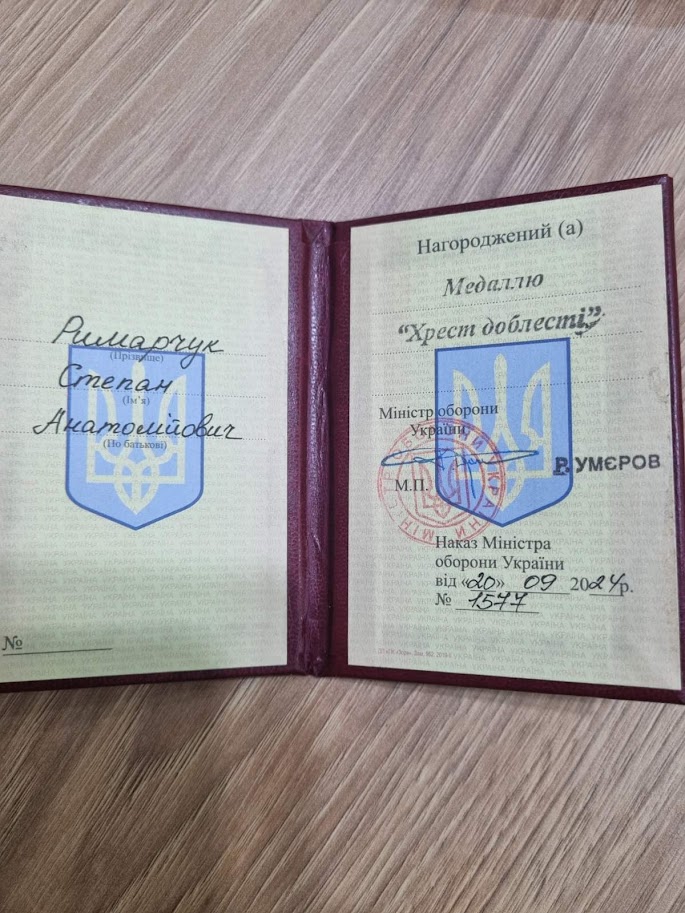 Римарчук
(Прізвище)
Степан
(Ім'я)
Анатолійович
(По батькові)
№
Нагороджений (а)
Медаллю
“Хрест доблесті”
Міністр оборони
України
Р. УМЄРОВ
М.П.
Наказ Міністра
оборони України
від «20» 09 2024р.
№ 1577